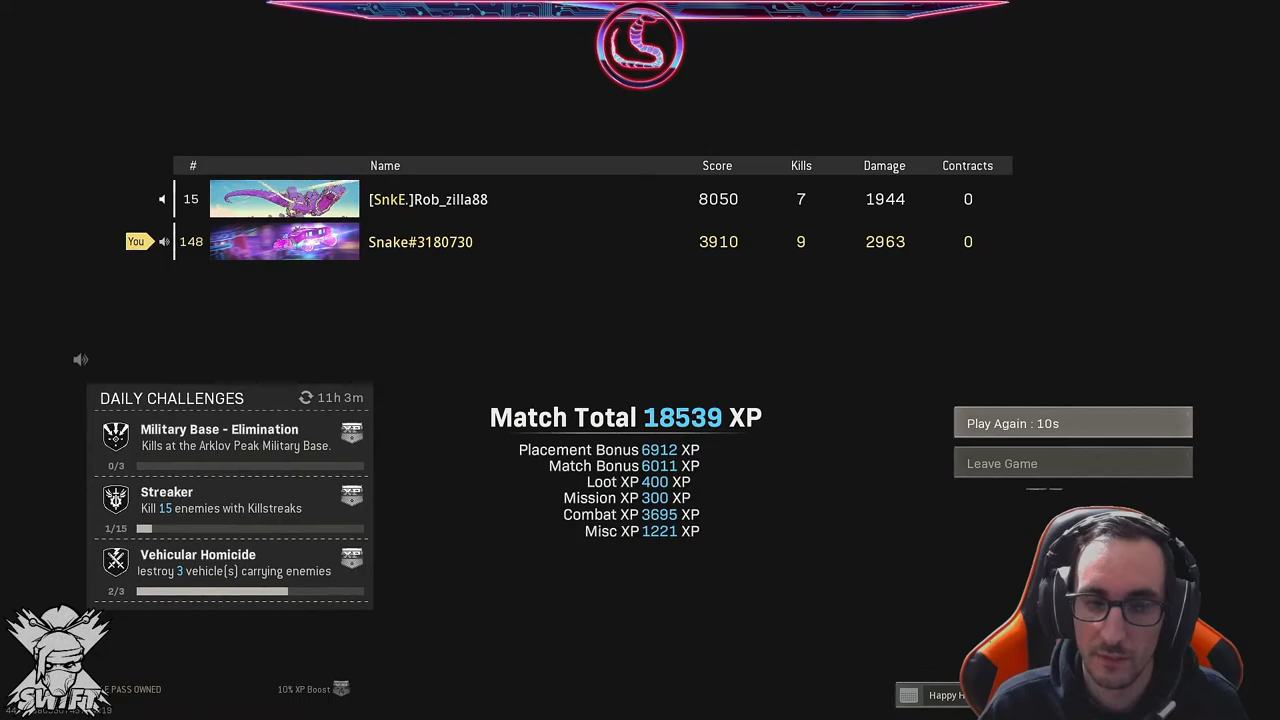 # Name Score Kills Damage Contracts
15 [SnkE.]Rob_zilla88 8050 7 1944 0
You 148 Snake#3180730 3910 9 2963 0
DAILY CHALLENGES 11h 3m
Military Base - Elimination
Kills at the Arklov Peak Military Base.
0/3
Streaker
Kill 15 enemies with Killstreaks
1/15
Vehicular Homicide
estroy 3 vehicle(s) carrying enemies
2/3
Match Total 18539 XP
Placement Bonus 6912 XP
Match Bonus 6011 XP
Loot XP 400 XP
Mission XP 300 XP
Combat XP 3695 XP
Misc XP 1221 XP
Play Again : 10s
Leave Game
SWIFT
E PASS OWNED
10% XP Boost
Happy H